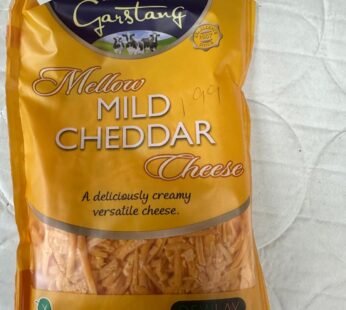 Garstang
Mellow
MILD
1.99
CHEDDAR
Cheese
A deliciously creamy
versatile cheese.